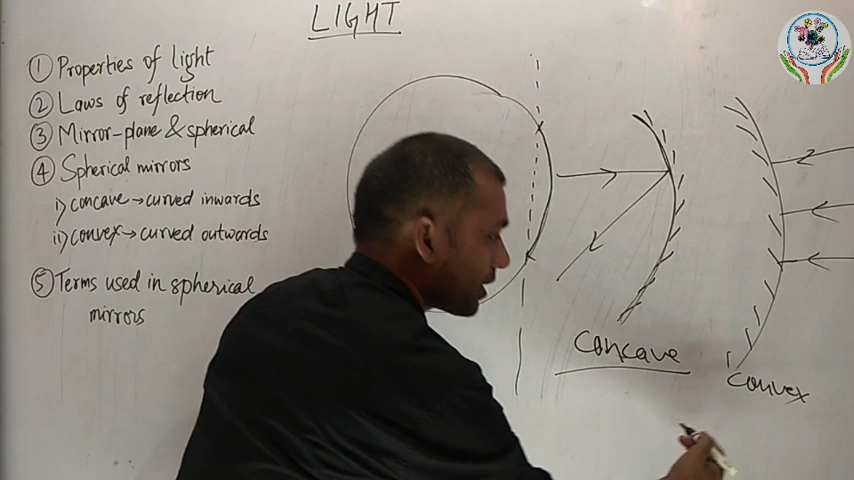 LIGHT
① Properties of light
② Laws of reflection
③ Mirror-plane & spherical
④ Spherical mirrors
i) concave → curved inwards
ii) convex → curved outwards
⑤ Terms used in spherical
mirrors
Concave
Convex